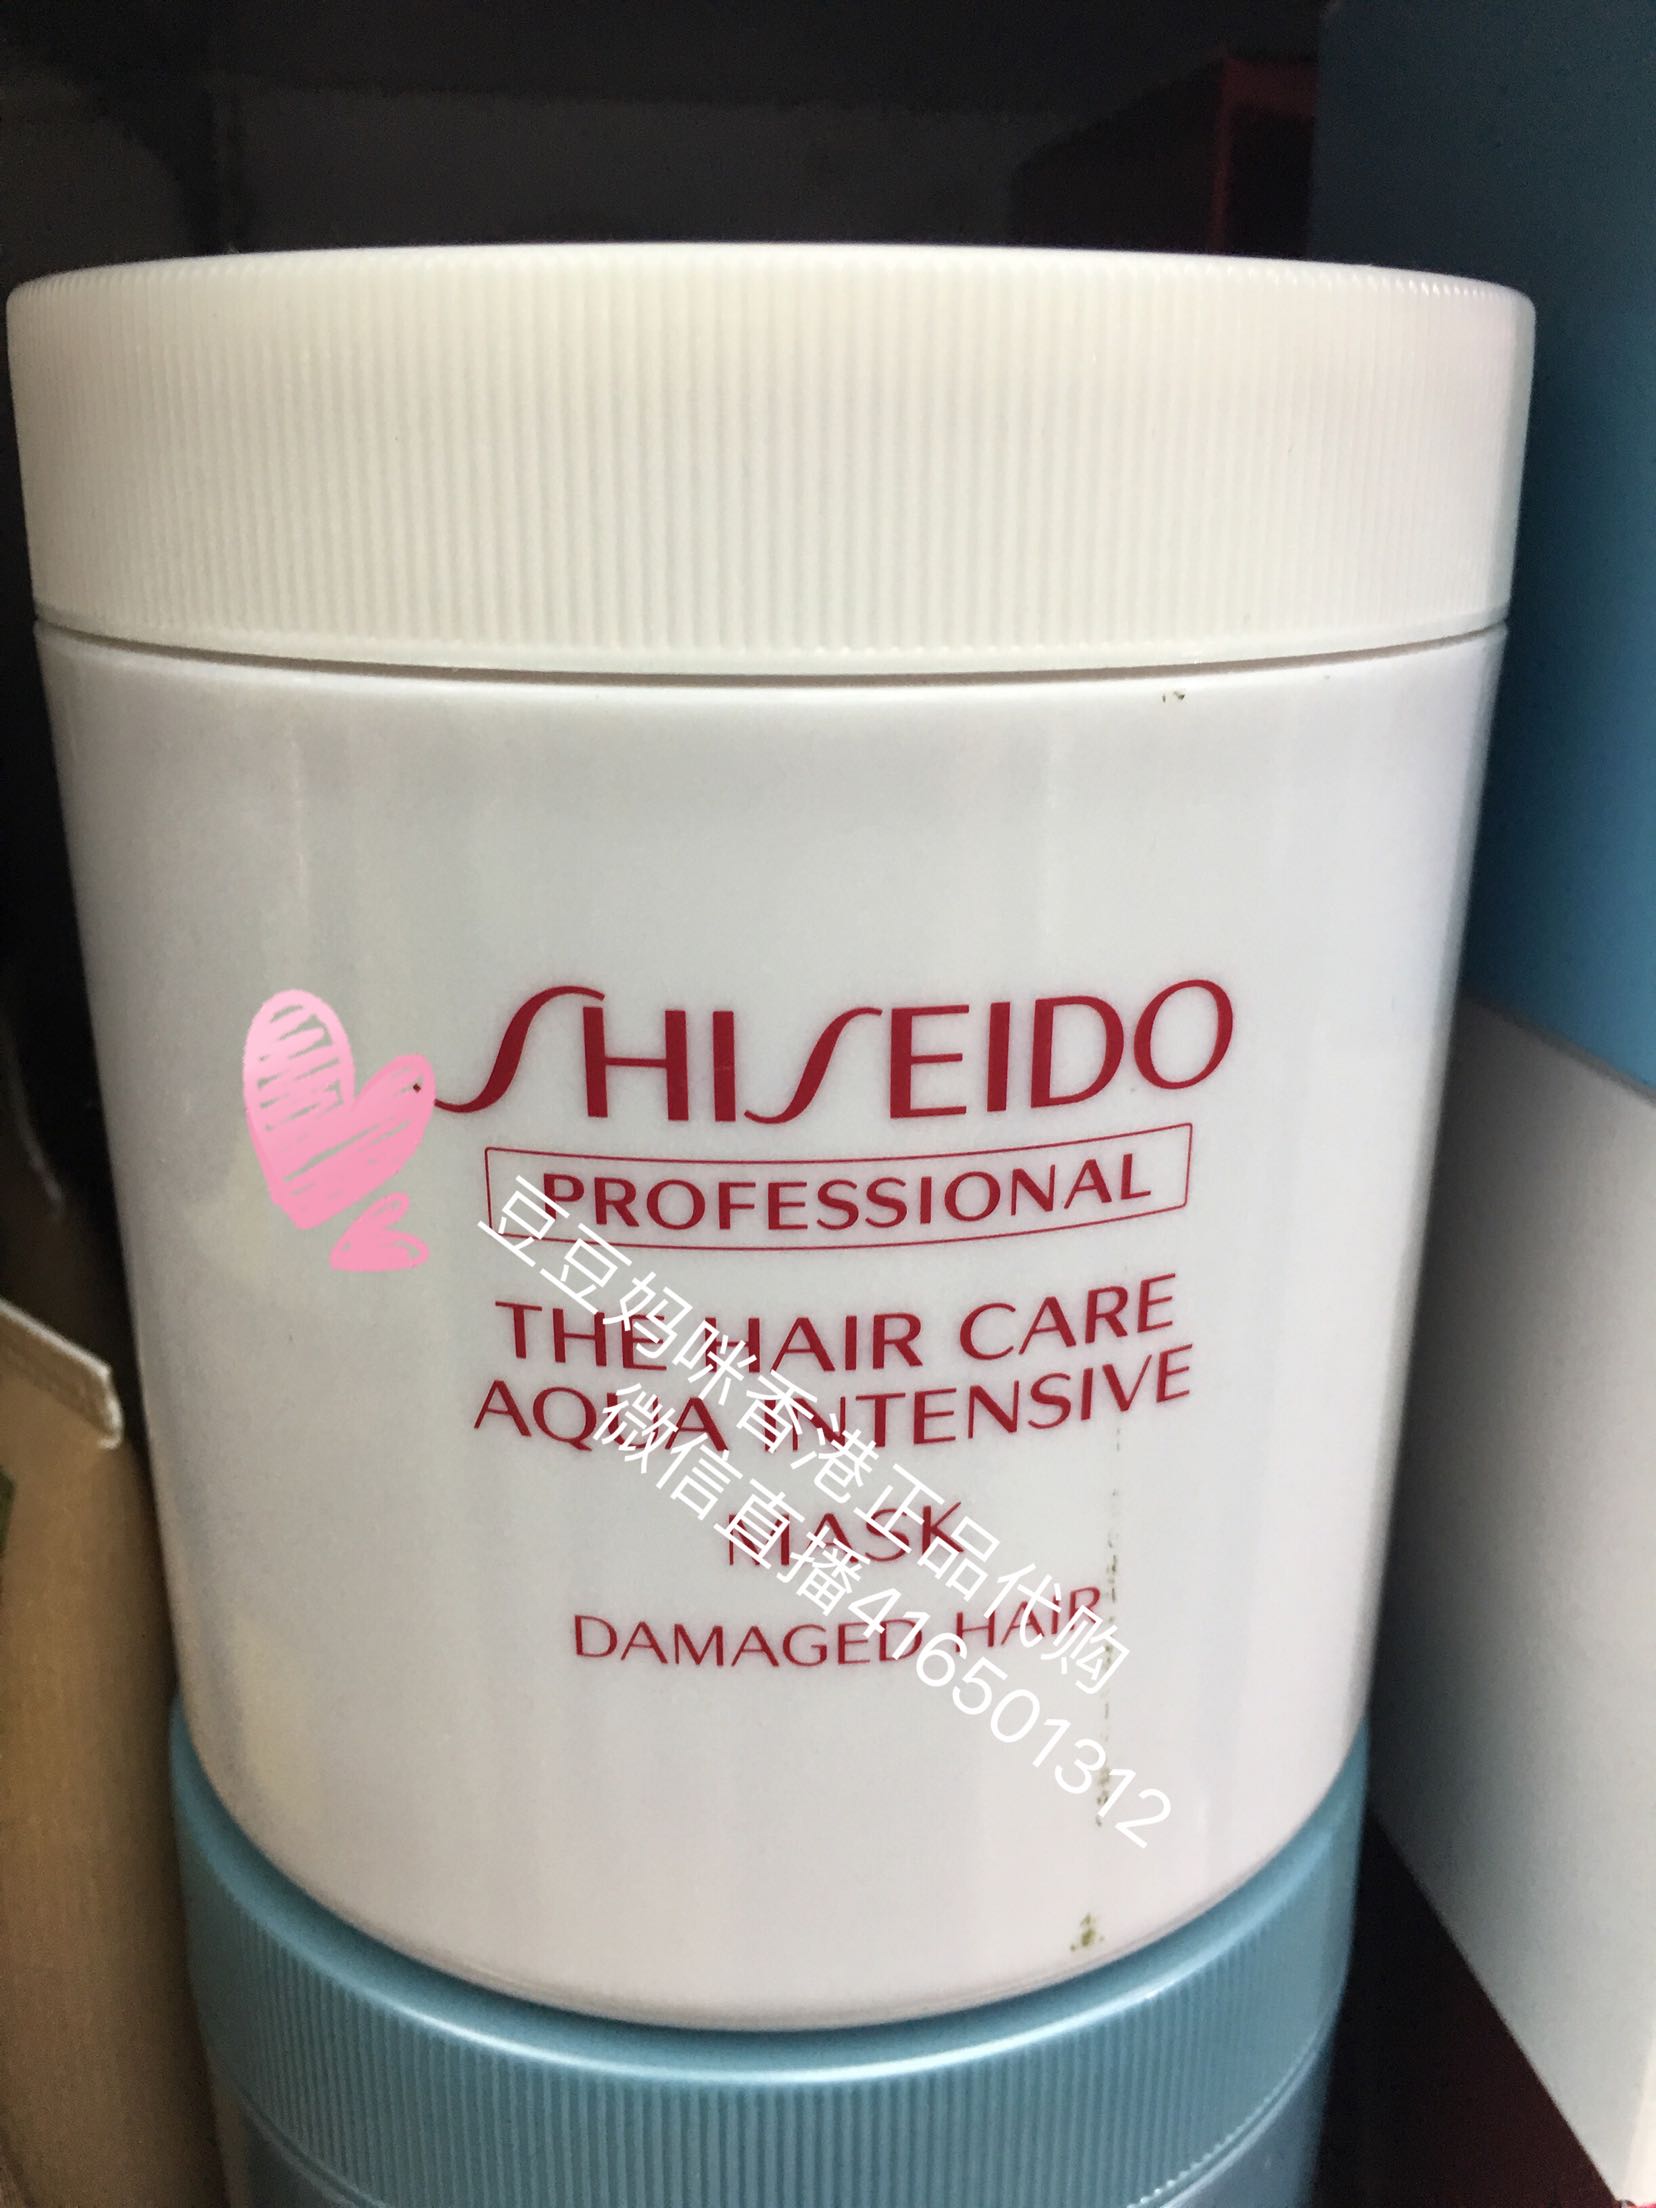 SHISEIDO
PROFESSIONAL
THE HAIR CARE
AQUA INTENSIVE
MASK
DAMAGED HAIR
豆豆妈咪香港正品代购
微信直播416501312